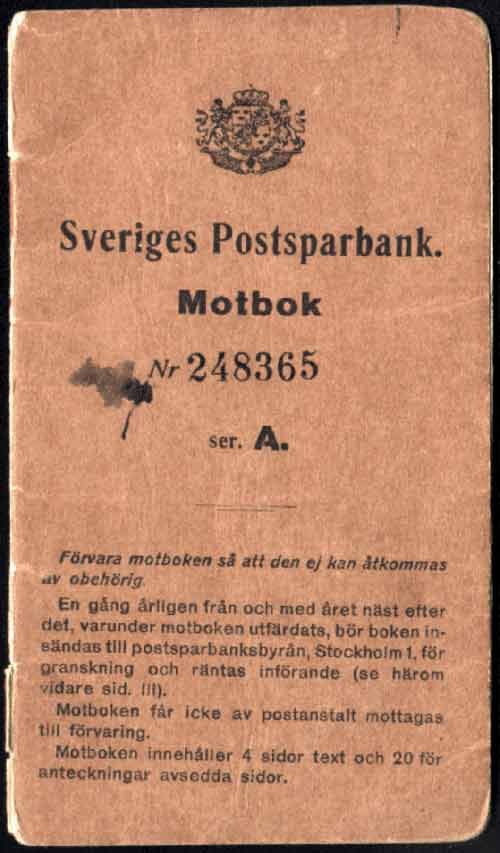 Sveriges Postsparbank.
Motbok
Nr 248365
ser. A.
Förvara motboken så att den ej kan åtkommas
av obehörig.
En gång årligen från och med året näst efter
det, varunder motboken utfärdats, bör boken in-
sändas till postsparbanksbyrån, Stockholm 1, för
granskning och räntas införande (se härom
vidare sid. III).
Motboken får icke av postanstalt mottagas
till förvaring.
Motboken innehåller 4 sidor text och 20 för
anteckningar avsedda sidor.